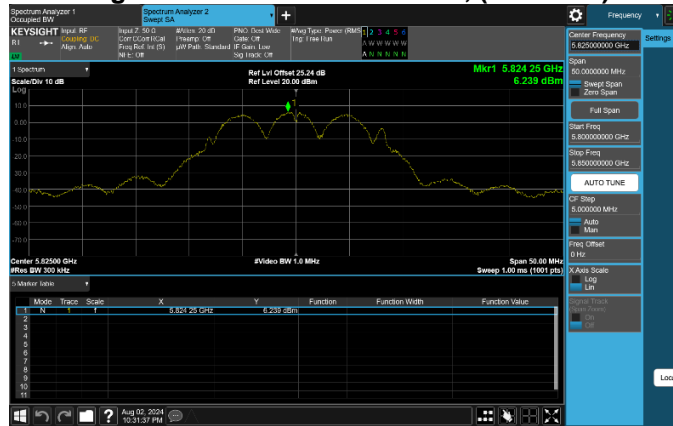 Spectrum Analyzer 1
Occupied BW
Spectrum Analyzer 2
Swept SA
+
Frequency
KEYSIGHT
R1
LV
Input: RF
Coupling: DC
Align: Auto
Input Z: 50 Ω
Corr CCorr RCal
Freq Ref: Int (S)
NFE: Off
#Atten: 20 dB
Preamp: Off
µW Path: Standard
PNO: Best Wide
Gate: Off
IF Gain: Low
Sig Track: Off
#Avg Type: Power (RMS)
Trig: Free Run
1 2 3 4 5 6
A W W W W W
A N N N N N
1 Spectrum
Scale/Div 10 dB
Log
Ref Lvl Offset 25.24 dB
Ref Level 20.00 dBm
Mkr1 5.824 25 GHz
6.239 dBm
10.0
0.00
-10.0
-20.0
-30.0
-40.0
-50.0
-60.0
-70.0
1
Center 5.82500 GHz
#Res BW 300 kHz
#Video BW 1.0 MHz
Span 50.00 MHz
Sweep 1.00 ms (1001 pts)
5 Marker Table
Mode Trace Scale X Y Function Function Width Function Value
1 N 1 f 5.824 25 GHz 6.239 dBm
2
3
4
5
6
7
8
9
10
11
Aug 02, 2024
10:31:37 PM
Center Frequency
5.825000000 GHz
Settings
Span
50.0000000 MHz
Swept Span
Zero Span
Full Span
Start Freq
5.800000000 GHz
Stop Freq
5.850000000 GHz
AUTO TUNE
CF Step
5.000000 MHz
Auto
Man
Freq Offset
0 Hz
X Axis Scale
Log
Lin
Signal Track
(Span Zoom)
On
Off